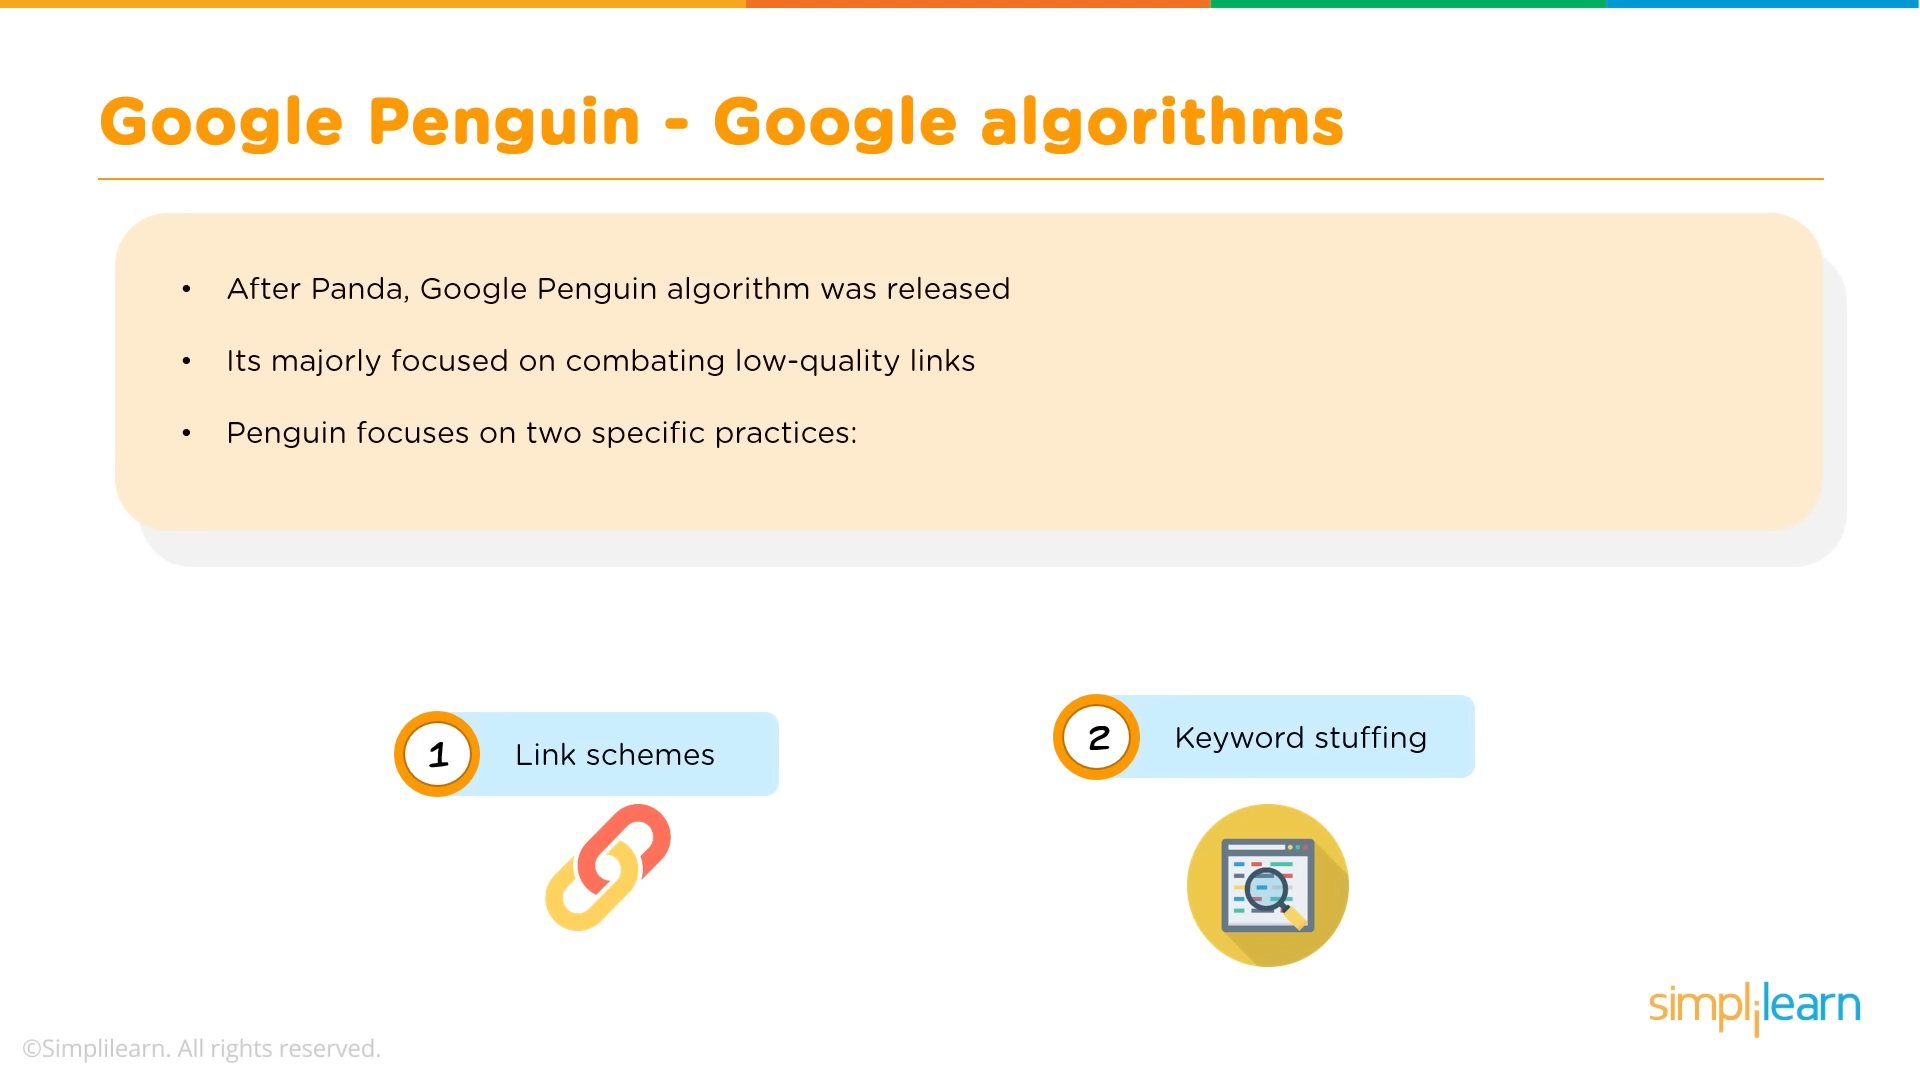 Google Penguin - Google algorithms
• After Panda, Google Penguin algorithm was released
• Its majorly focused on combating low-quality links
• Penguin focuses on two specific practices:
1 Link schemes
2 Keyword stuffing
simplilearn
©Simplilearn. All rights reserved.